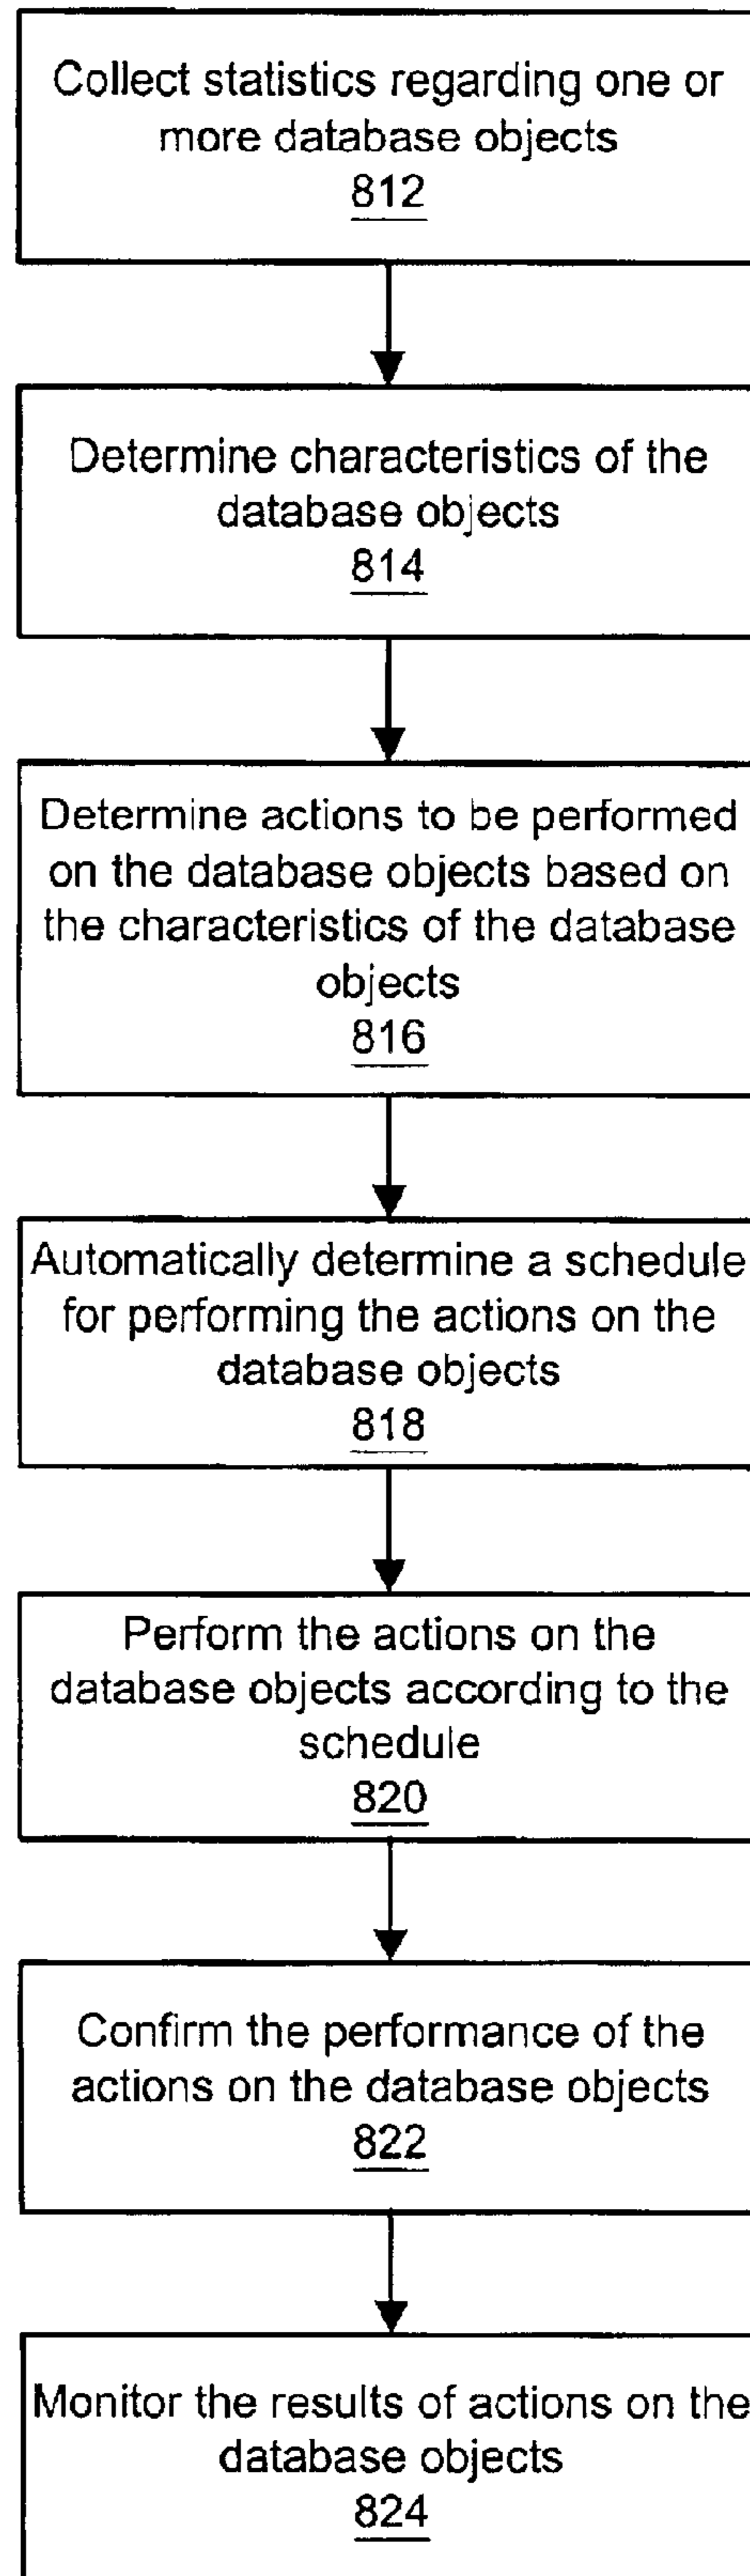 Collect statistics regarding one or
more database objects
812
Determine characteristics of the
database objects
814
Determine actions to be performed
on the database objects based on
the characteristics of the database
objects
816
Automatically determine a schedule
for performing the actions on the
database objects
818
Perform the actions on the
database objects according to the
schedule
820
Confirm the performance of the
actions on the database objects
822
Monitor the results of actions on the
database objects
824